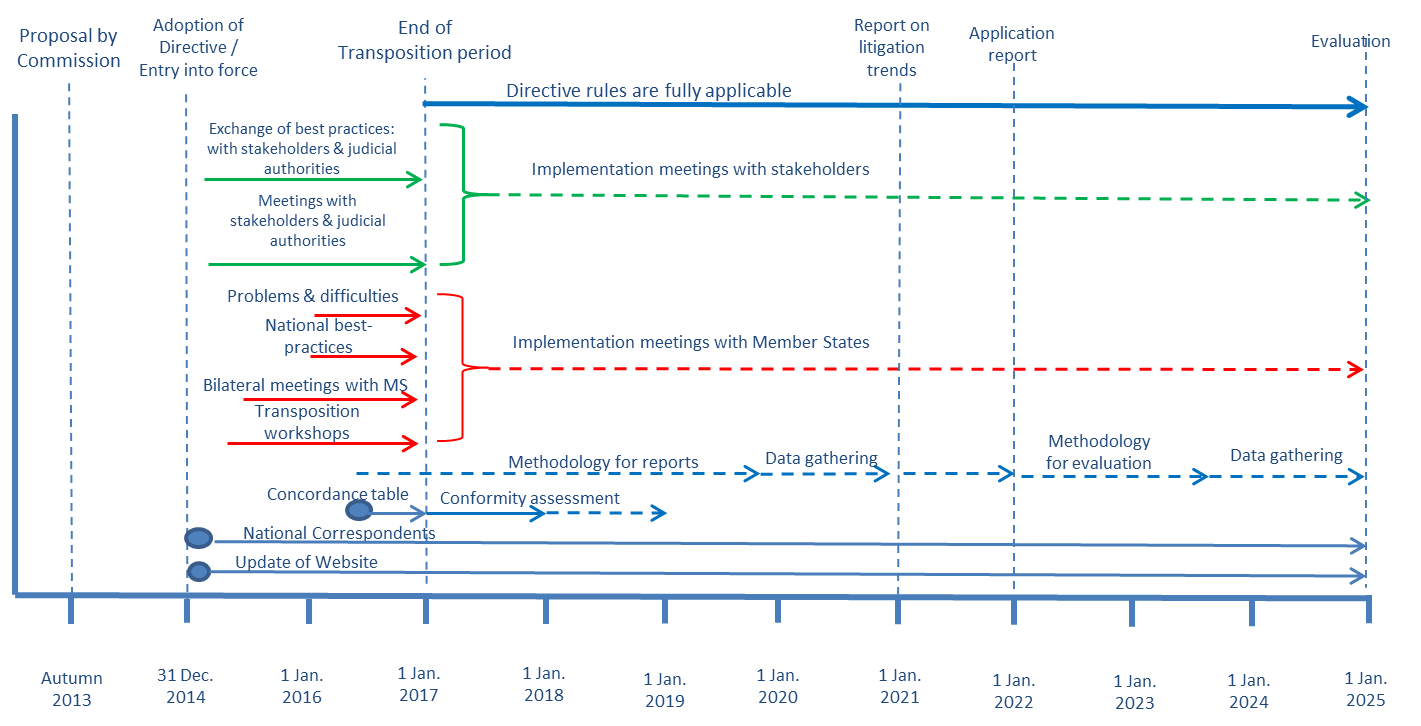 Proposal by
Commission
Adoption of
Directive /
Entry into force
End of
Transposition period
Report on
litigation
trends
Application
report
Evaluation
Directive rules are fully applicable
Exchange of best practices:
with stakeholders & judicial
authorities
Implementation meetings with stakeholders
Meetings with
stakeholders & judicial
authorities
Problems & difficulties
National best-
practices
Implementation meetings with Member States
Bilateral meetings with MS
Transposition
workshops
Methodology for reports
Data gathering
Methodology
for evaluation
Data gathering
Concordance table
Conformity assessment
National Correspondents
Update of Website
Autumn
2013
31 Dec.
2014
1 Jan.
2016
1 Jan.
2017
1 Jan.
2018
1 Jan.
2019
1 Jan.
2020
1 Jan.
2021
1 Jan.
2022
1 Jan.
2023
1 Jan.
2024
1 Jan.
2025